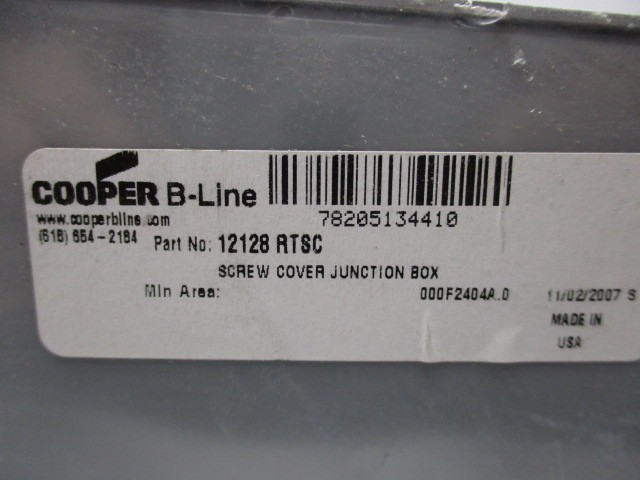 COOPER B-Line
78205134410
www.cooperbline.com
(618) 654-2184 Part No: 12128 RTSC
SCREW COVER JUNCTION BOX
Min Area: 000F2404A.0 11/02/2007 S
MADE IN
USA